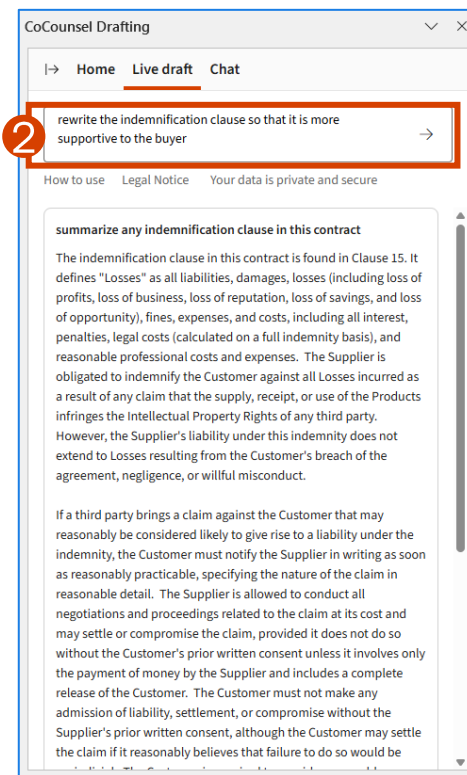 CoCounsel Drafting
Home Live draft Chat
2
rewrite the indemnification clause so that it is more
supportive to the buyer
How to use Legal Notice Your data is private and secure
summarize any indemnification clause in this contract
The indemnification clause in this contract is found in Clause 15. It
defines "Losses" as all liabilities, damages, losses (including loss of
profits, loss of business, loss of reputation, loss of savings, and loss
of opportunity), fines, expenses, and costs, including all interest,
penalties, legal costs (calculated on a full indemnity basis), and
reasonable professional costs and expenses. The Supplier is
obligated to indemnify the Customer against all Losses incurred as
a result of any claim that the supply, receipt, or use of the Products
infringes the Intellectual Property Rights of any third party.
However, the Supplier's liability under this indemnity does not
extend to Losses resulting from the Customer's breach of the
agreement, negligence, or willful misconduct.
If a third party brings a claim against the Customer that may
reasonably be considered likely to give rise to a liability under the
indemnity, the Customer must notify the Supplier in writing as soon
as reasonably practicable, specifying the nature of the claim in
reasonable detail. The Supplier is allowed to conduct all
negotiations and proceedings related to the claim at its cost and
may settle or compromise the claim, provided it does not do so
without the Customer's prior written consent unless it involves only
the payment of money by the Supplier and includes a complete
release of the Customer. The Customer must not make any
admission of liability, settlement, or compromise without the
Supplier's prior written consent, although the Customer may settle
the claim if it reasonably believes that failure to do so would be